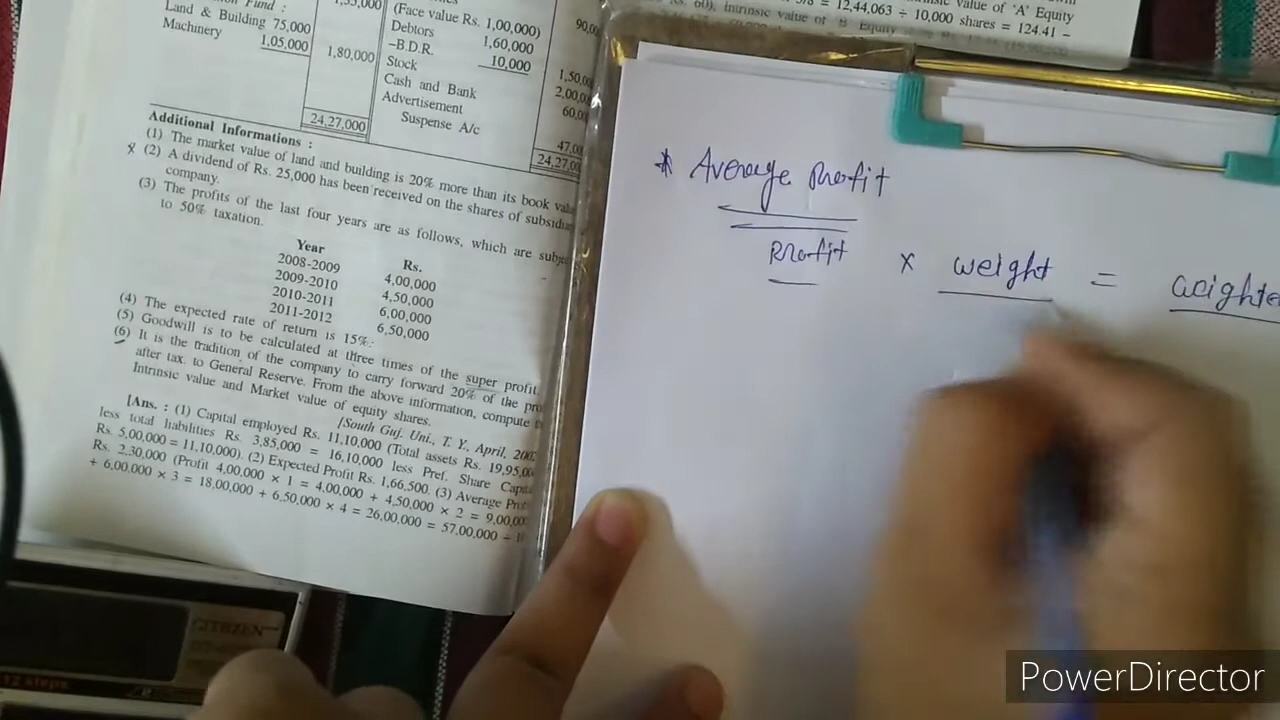 Land & Building 75,000
Machinery 1,05,000
1,80,000
24,27,000
(Face value Rs. 1,00,000)
Debtors 1,60,000
–B.D.R. 10,000
Stock
Cash and Bank
Advertisement
Suspense A/c
Additional Informations :
(1) The market value of land and building is 20% more than its book
(2) A dividend of Rs. 25,000 has been received on the shares of
company.
(3) The profits of the last four years are as follows, which are
to 50% taxation.
Year Rs.
2008-2009 4,00,000
2009-2010 4,50,000
2010-2011 6,00,000
2011-2012 6,50,000
(4) The expected rate of return is 15%.
(5) Goodwill is to be calculated at three times of the super profit.
(6) It is the tradition of the company to carry forward 20% of the
after tax. to General Reserve. From the above information, compute
Intrinsic value and Market value of equity shares.
[South Guj. Uni., T. Y., April,
[Ans. : (1) Capital employed Rs. 11,10,000 (Total assets Rs.
less total liabilities Rs. 3,85,000 = 16,10,000 less Pref. Share
Rs. 5,00,000 = 11,10,000). (2) Expected Profit Rs. 1,66,500. (3) Average
Rs. 2,30,000 (Profit 4,00,000 × 1 = 4,00,000 + 4,50,000 × 2 =
+ 6,00,000 × 3 = 18,00,000 + 6,50,000 × 4 = 26,00,000 = 57,00,000
= 12,44,063 ÷ 10,000 shares = 124.41 –
value of 'A' Equity
* Average Profit
Profit × weight =
CITIZEN
12 steps
PowerDirector